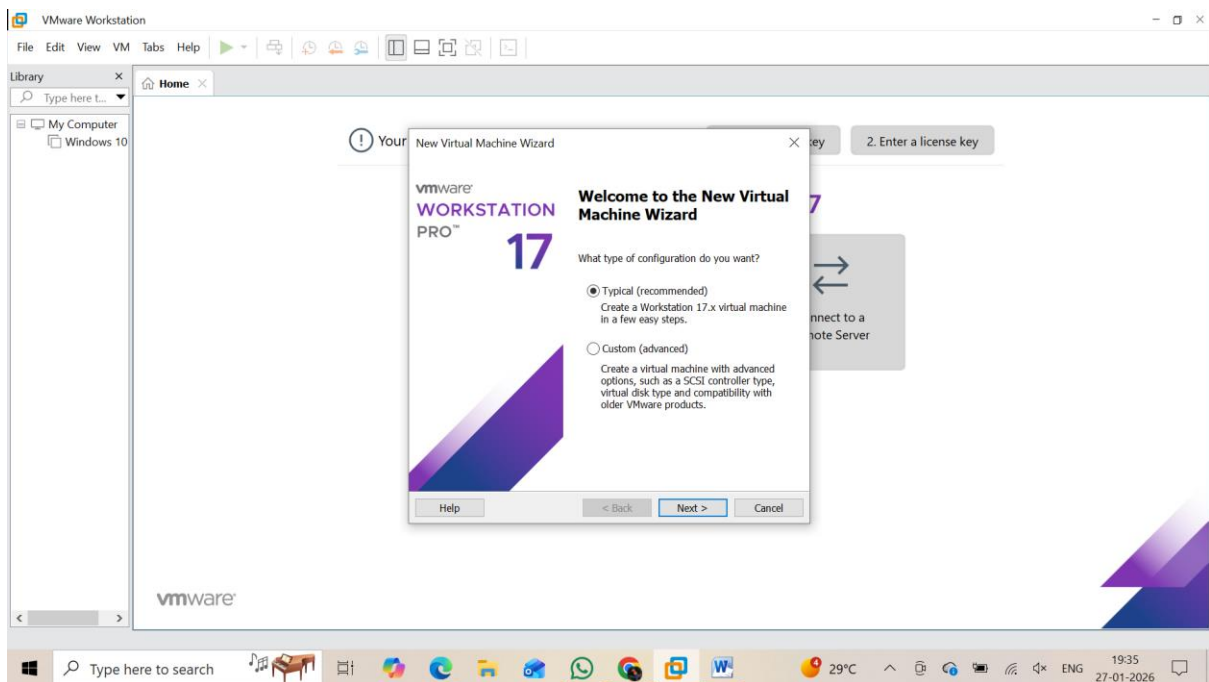 VMware Workstation
File Edit View VM Tabs Help
Library
Home
Type here t...
My Computer
Windows 10
Your
key
2. Enter a license key
New Virtual Machine Wizard
vmware
WORKSTATION
PRO™
17
Welcome to the New Virtual
Machine Wizard
What type of configuration do you want?
Typical (recommended)
Create a Workstation 17.x virtual machine
in a few easy steps.
Custom (advanced)
Create a virtual machine with advanced
options, such as a SCSI controller type,
virtual disk type and compatibility with
older VMware products.
Help
< Back
Next >
Cancel
7
nnect to a
note Server
vmware
Type here to search
29°C
ENG
19:35
27-01-2026